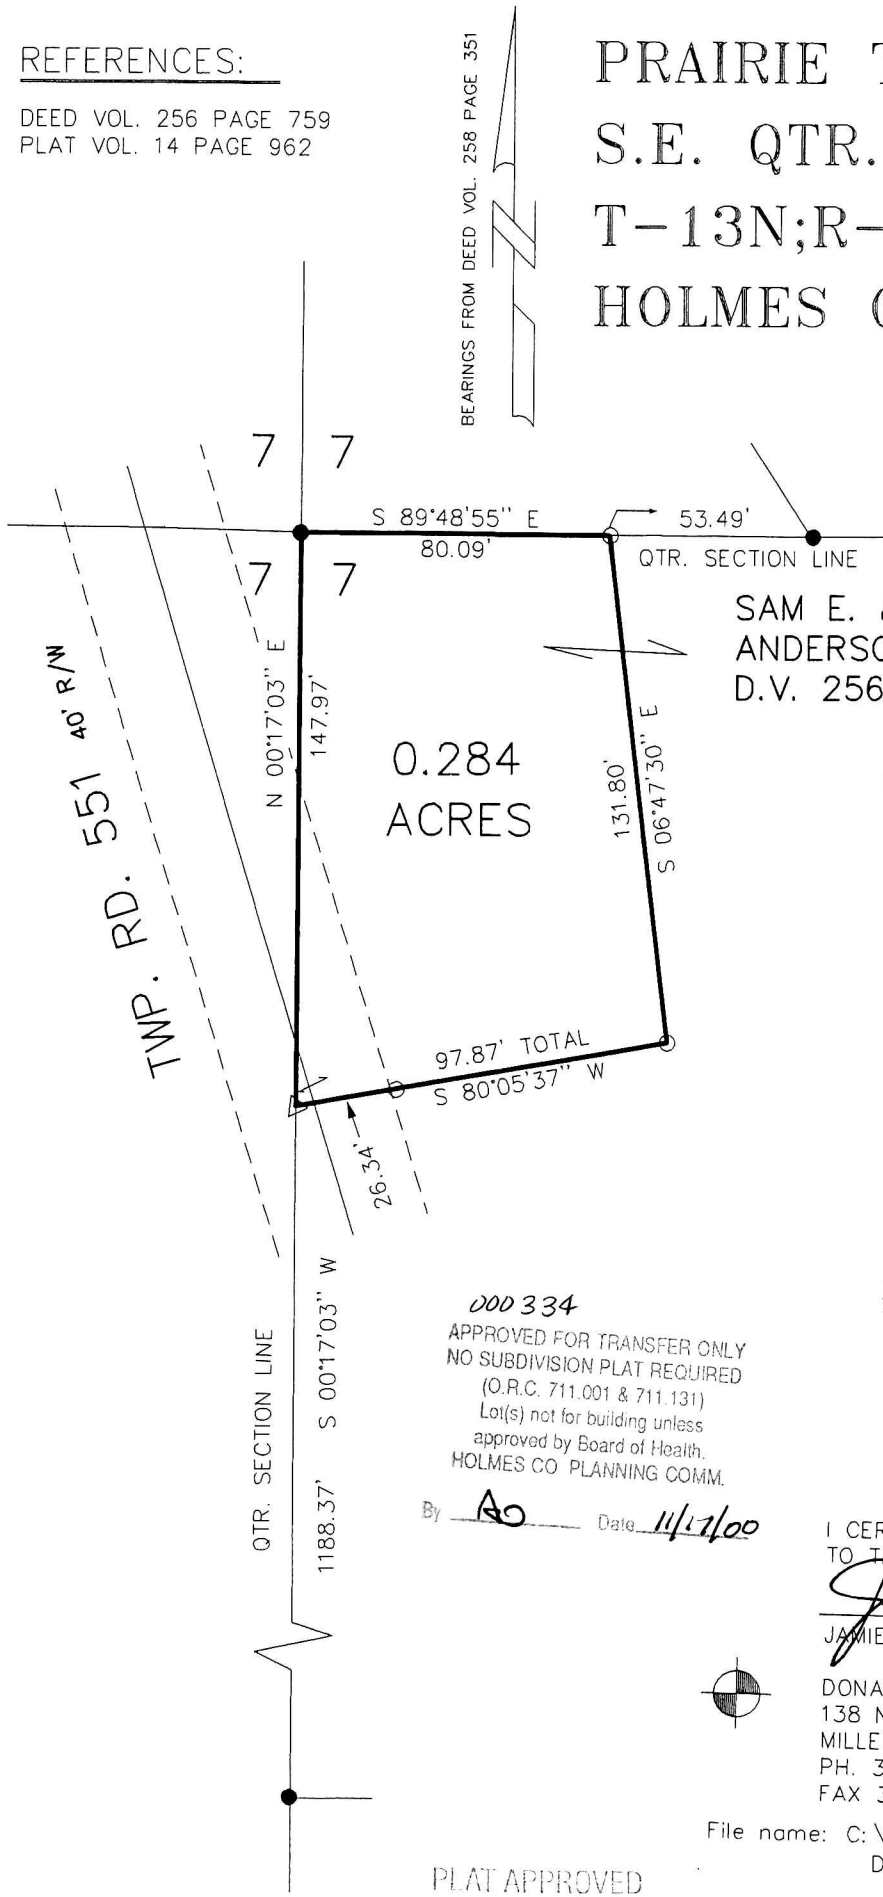 REFERENCES:
DEED VOL. 256 PAGE 759
PLAT VOL. 14 PAGE 962
BEARINGS FROM DEED VOL. 258 PAGE 351
PRAIRIE
S.E. QTR.
T-13N;R-
HOLMES
7 7
S 89°48'55" E
80.09'
53.49'
QTR. SECTION LINE
7 7
SAM E.
ANDERSO
D.V. 256
TWP. RD. 551 40' R/W
N 00°17'03" E
147.97'
0.284
ACRES
131.80'
S 06°47'30" E
97.87' TOTAL
S 80°05'37" W
26.34'
QTR. SECTION LINE
1188.37' S 00°17'03" W
000334
APPROVED FOR TRANSFER ONLY
NO SUBDIVISION PLAT REQUIRED
(O.R.C. 711.001 & 711.131)
Lot(s) not for building unless
approved by Board of Health.
HOLMES CO PLANNING COMM.
By AO Date 11/17/00
I CER
TO T
JAMIE
DONA
138 N
MILLE
PH. 3
FAX 3
File name: C:\
D
PLAT APPROVED